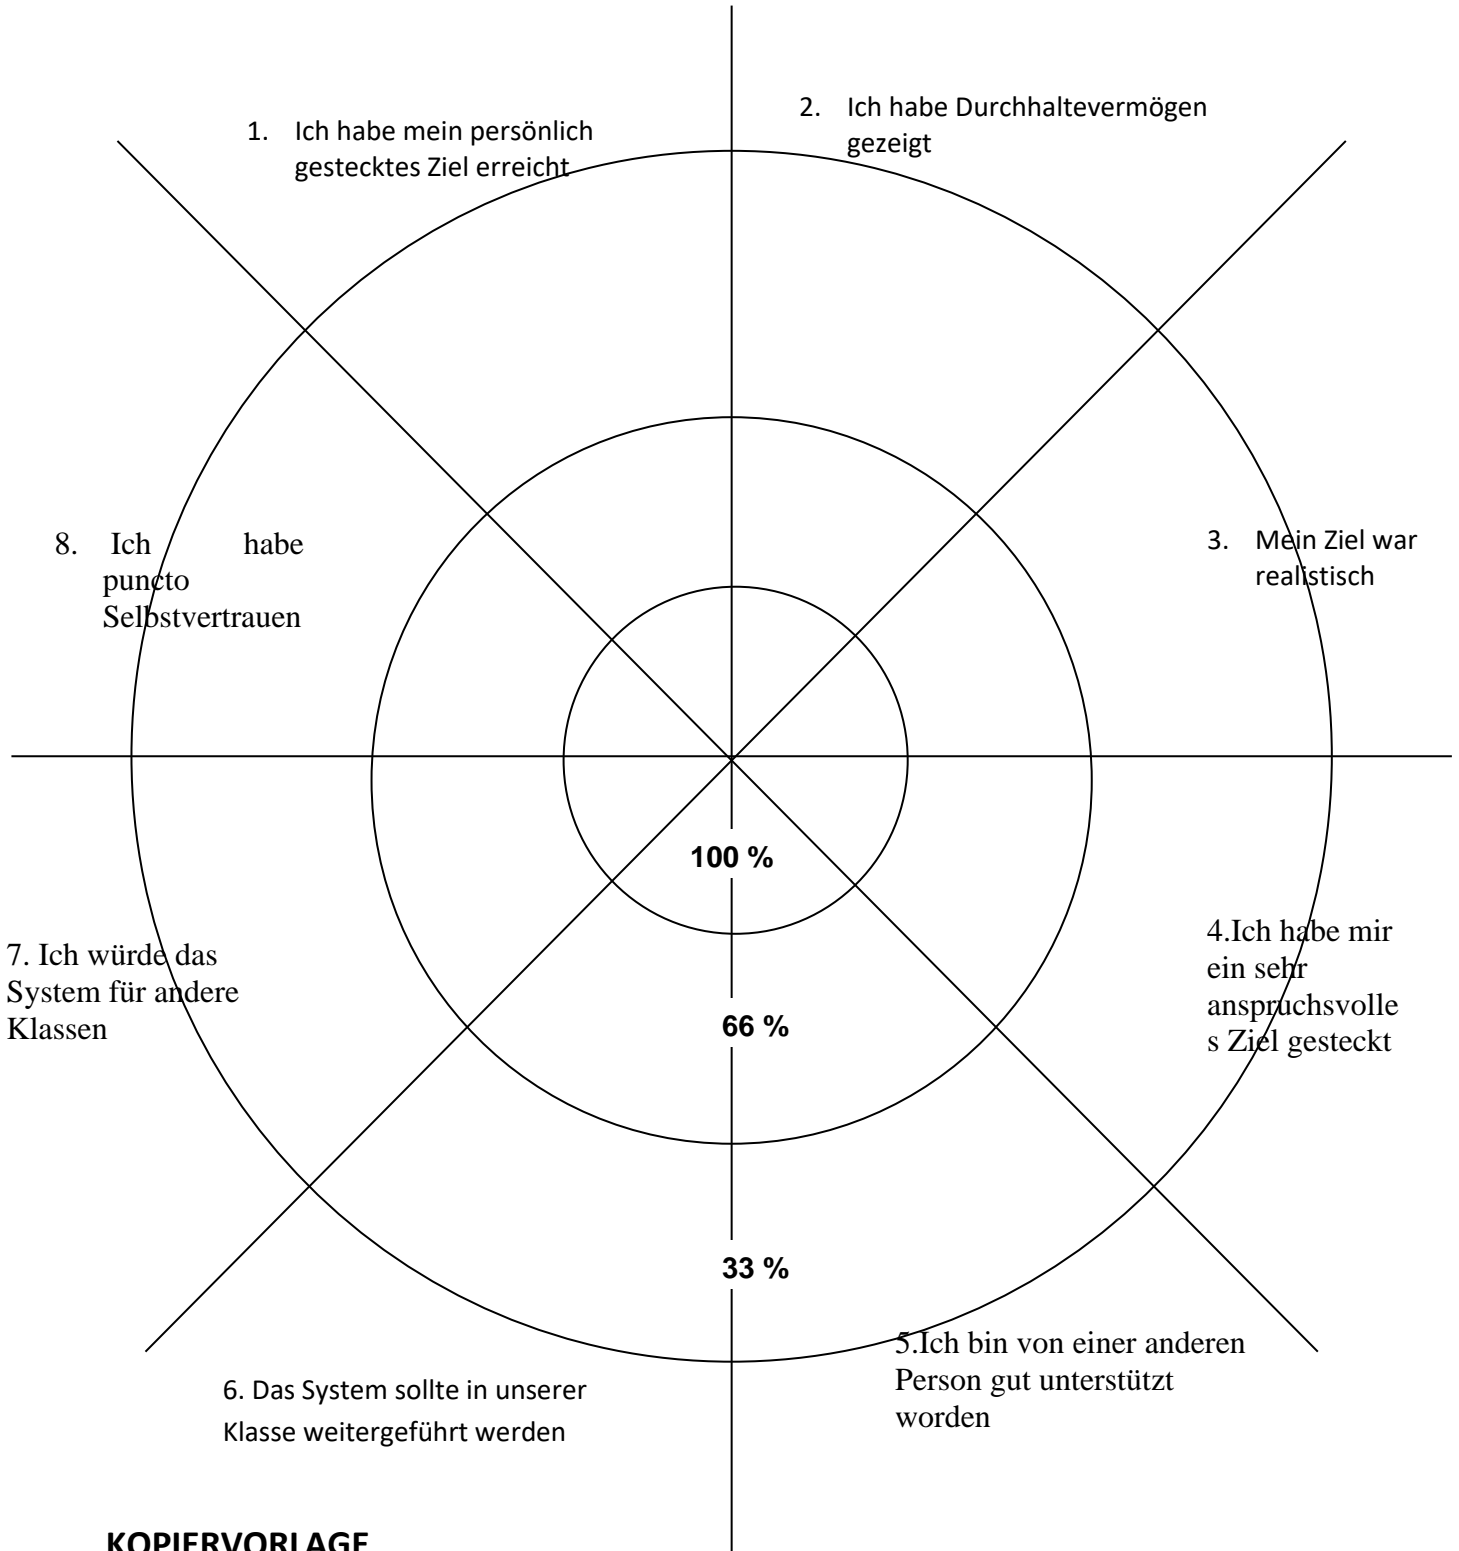 1. Ich habe mein persönlich
gestecktes Ziel erreicht
2. Ich habe Durchhaltevermögen
gezeigt
3. Mein Ziel war
realistisch
4.Ich habe mir
ein sehr
anspruchsvolle
s Ziel gesteckt
5.Ich bin von einer anderen
Person gut unterstützt
worden
6. Das System sollte in unserer
Klasse weitergeführt werden
7. Ich würde das
System für andere
Klassen
8. Ich habe
puncto
Selbstvertrauen
100 %
66 %
33 %
KOPIERVORLAGE